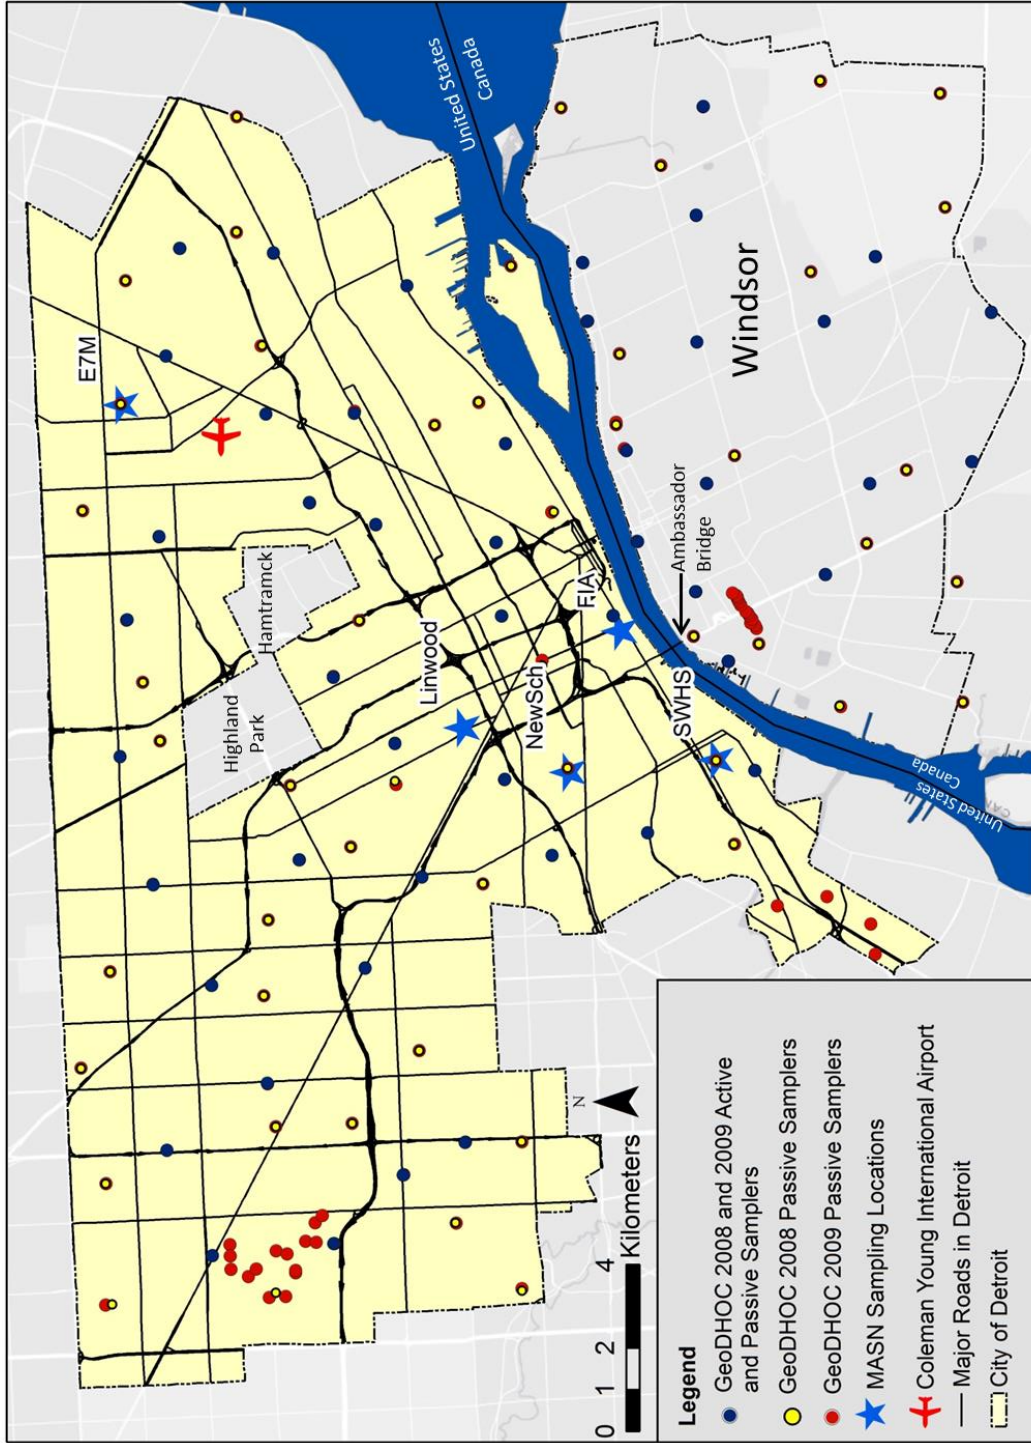 United States
Canada
E7M
Hamtramck
Highland
Park
Linwood
NewSch
FIA
SWHS
Ambassador
Bridge
Windsor
United States
Canada
N
0 1 2 4
Kilometers
Legend
GeoDHOC 2008 and 2009 Active
and Passive Samplers
GeoDHOC 2008 Passive Samplers
GeoDHOC 2009 Passive Samplers
MASN Sampling Locations
Coleman Young International Airport
Major Roads in Detroit
City of Detroit